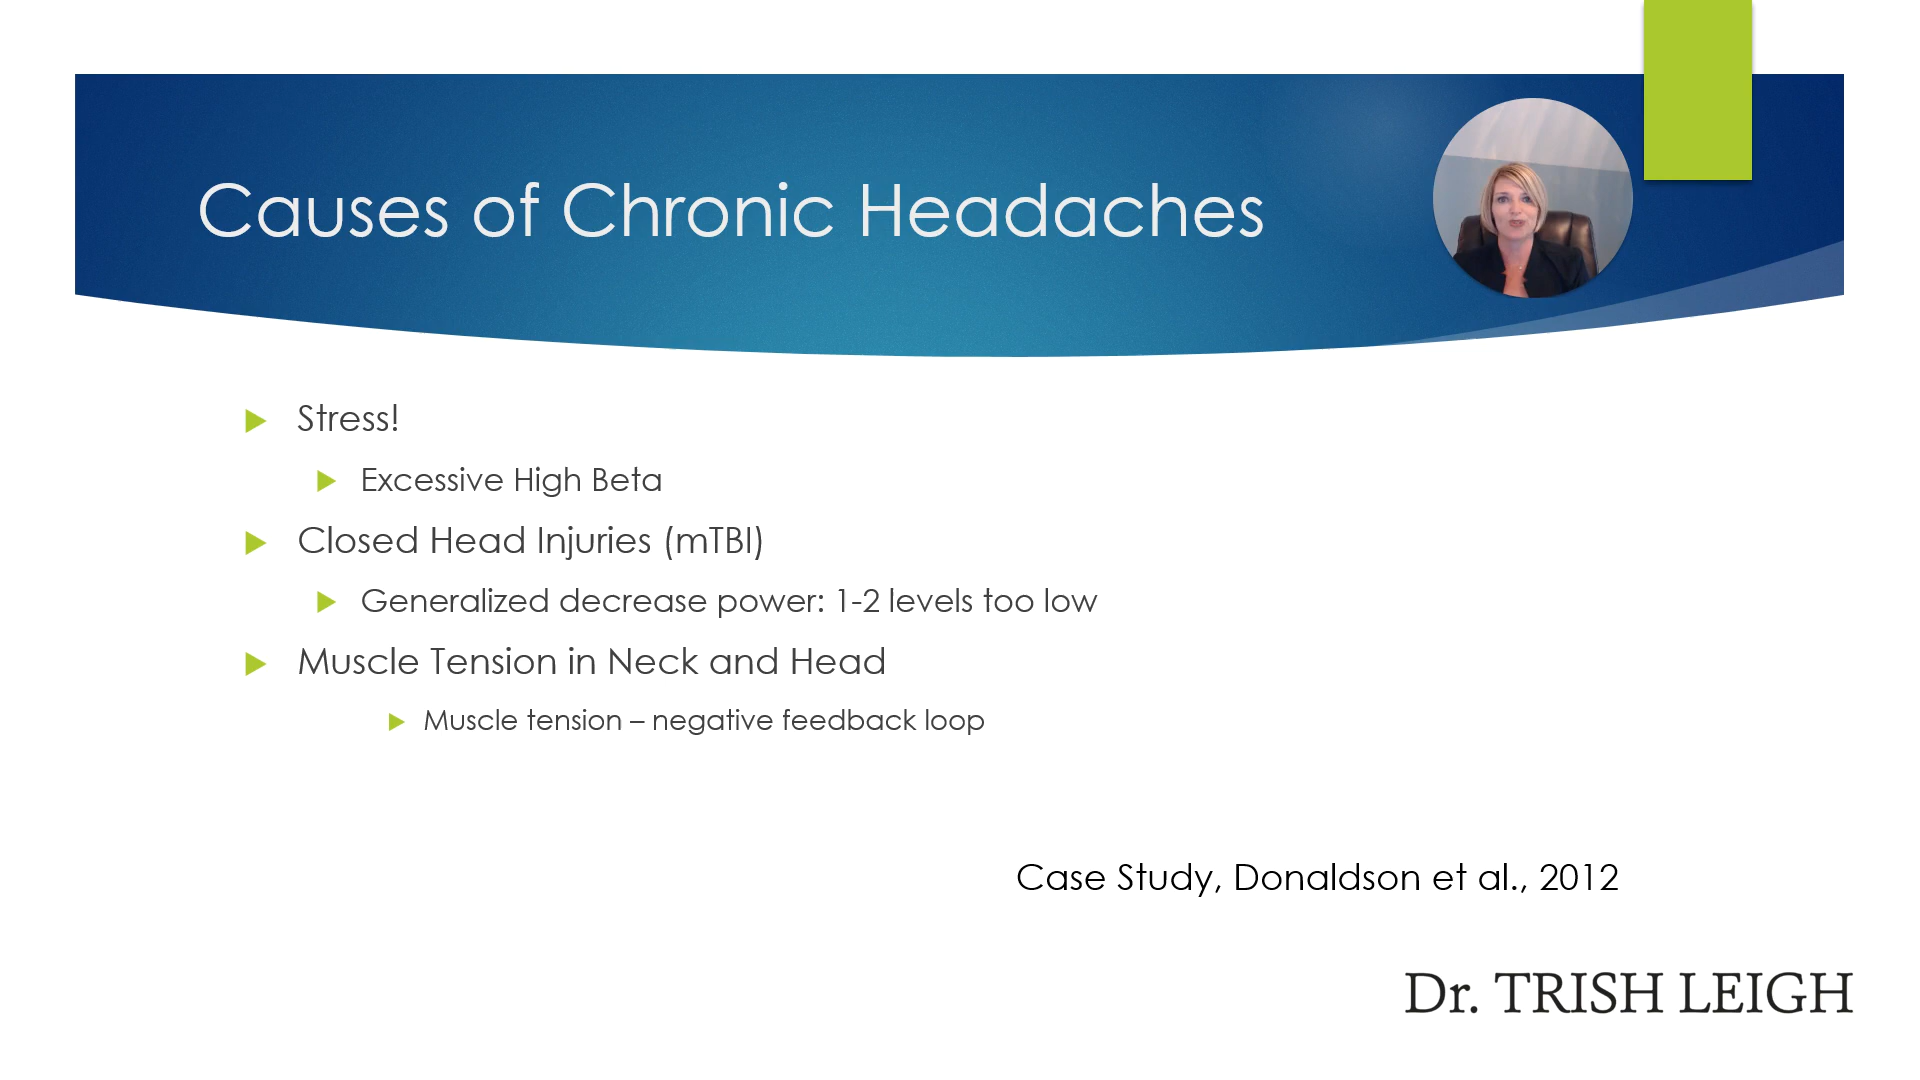 Causes of Chronic Headaches
Stress!
Excessive High Beta
Closed Head Injuries (mTBI)
Generalized decrease power: 1-2 levels too low
Muscle Tension in Neck and Head
Muscle tension – negative feedback loop
Case Study, Donaldson et al., 2012
Dr. TRISH LEIGH